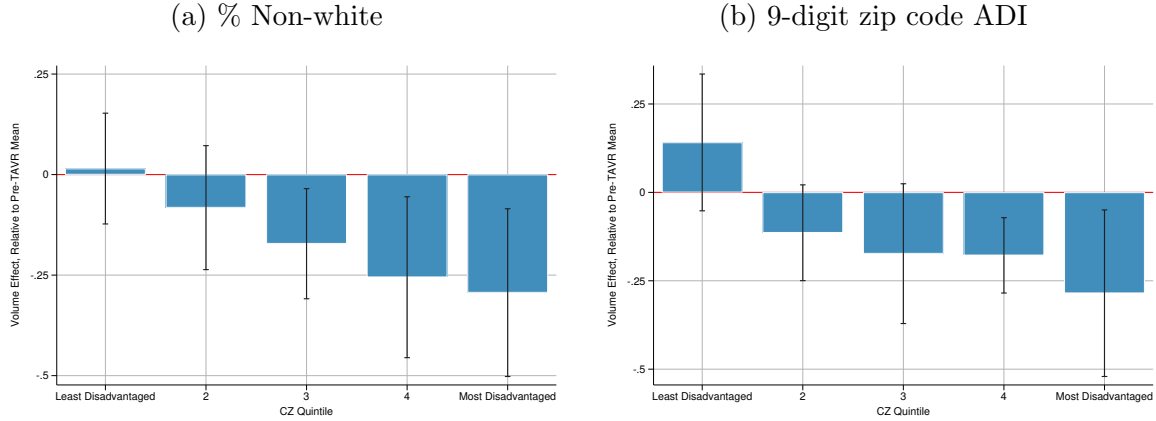 (a) % Non-white
Volume Effect, Relative to Pre-TAVR Mean
.25
0
-.25
-.5
Least Disadvantaged 2 3 4 Most Disadvantaged
CZ Quintile
(b) 9-digit zip code ADI
Volume Effect, Relative to Pre-TAVR Mean
.25
0
-.25
-.5
Least Disadvantaged 2 3 4 Most Disadvantaged
CZ Quintile